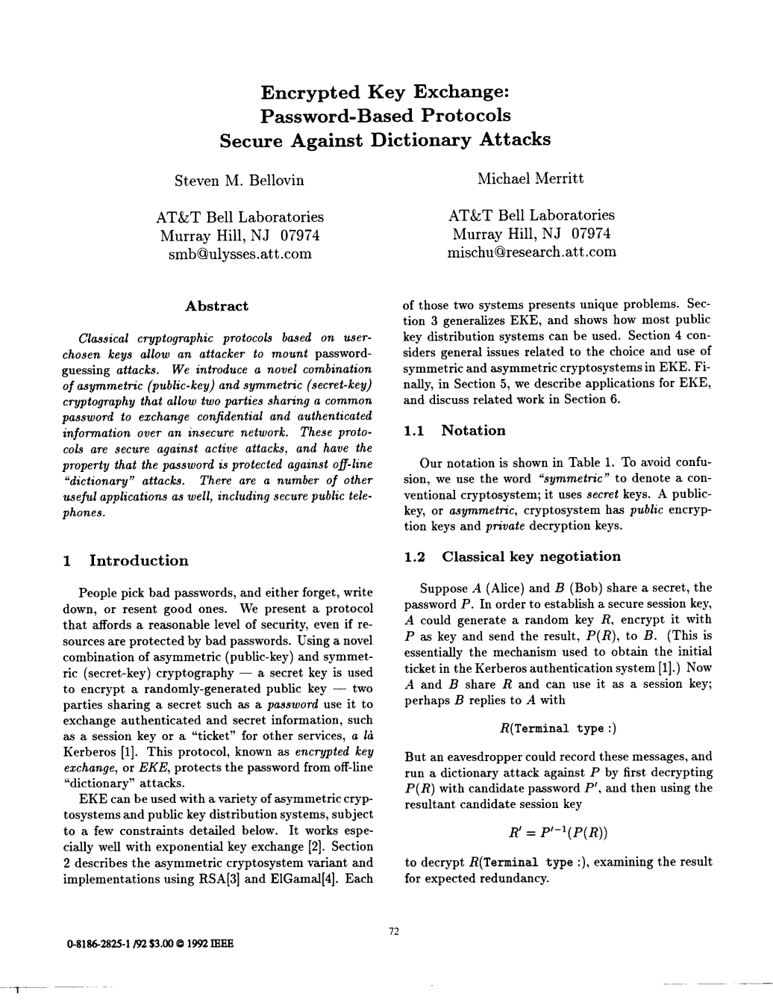 Encrypted Key Exchange:
Password-Based Protocols
Secure Against Dictionary Attacks
Steven M. Bellovin
AT&T Bell Laboratories
Murray Hill, NJ 07974
smb@ulysses.att.com
Michael Merritt
AT&T Bell Laboratories
Murray Hill, NJ 07974
mischu@research.att.com
Abstract
Classical cryptographic protocols based on user-
chosen keys allow an attacker to mount password-
guessing attacks. We introduce a novel combination
of asymmetric (public-key) and symmetric (secret-key)
cryptography that allow two parties sharing a common
password to exchange confidential and authenticated
information over an insecure network. These proto-
cols are secure against active attacks, and have the
property that the password is protected against off-line
“dictionary” attacks. There are a number of other
useful applications as well, including secure public tele-
phones.
1 Introduction
People pick bad passwords, and either forget, write
down, or resent good ones. We present a protocol
that affords a reasonable level of security, even if re-
sources are protected by bad passwords. Using a novel
combination of asymmetric (public-key) and symmet-
ric (secret-key) cryptography — a secret key is used
to encrypt a randomly-generated public key — two
parties sharing a secret such as a password use it to
exchange authenticated and secret information, such
as a session key or a “ticket” for other services, a là
Kerberos [1]. This protocol, known as encrypted key
exchange, or EKE, protects the password from off-line
“dictionary” attacks.
EKE can be used with a variety of asymmetric cryp-
tosystems and public key distribution systems, subject
to a few constraints detailed below. It works espe-
cially well with exponential key exchange [2]. Section
2 describes the asymmetric cryptosystem variant and
implementations using RSA[3] and ElGamal[4]. Each
of those two systems presents unique problems. Sec-
tion 3 generalizes EKE, and shows how most public
key distribution systems can be used. Section 4 con-
siders general issues related to the choice and use of
symmetric and asymmetric cryptosystems in EKE. Fi-
nally, in Section 5, we describe applications for EKE,
and discuss related work in Section 6.
1.1 Notation
Our notation is shown in Table 1. To avoid confu-
sion, we use the word “symmetric” to denote a con-
ventional cryptosystem; it uses secret keys. A public-
key, or asymmetric, cryptosystem has public encryp-
tion keys and private decryption keys.
1.2 Classical key negotiation
Suppose A (Alice) and B (Bob) share a secret, the
password P. In order to establish a secure session key,
A could generate a random key R, encrypt it with
P as key and send the result, P(R), to B. (This is
essentially the mechanism used to obtain the initial
ticket in the Kerberos authentication system [1].) Now
A and B share R and can use it as a session key;
perhaps B replies to A with
R(Terminal type:)
But an eavesdropper could record these messages, and
run a dictionary attack against P by first decrypting
P(R) with candidate password P′, and then using the
resultant candidate session key
R′ = P′⁻¹(P(R))
to decrypt R(Terminal type:), examining the result
for expected redundancy.
72
0-8186-2825-1 /92 $3.00 © 1992 IEEE